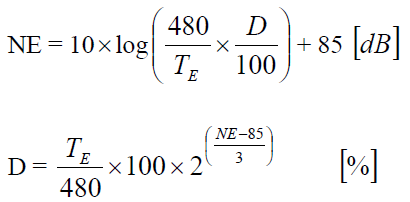 NE = 10×log(480/T_E × D/100) + 85 [dB]
D = T_E/480 ×100×2^((NE−85)/3) [%]